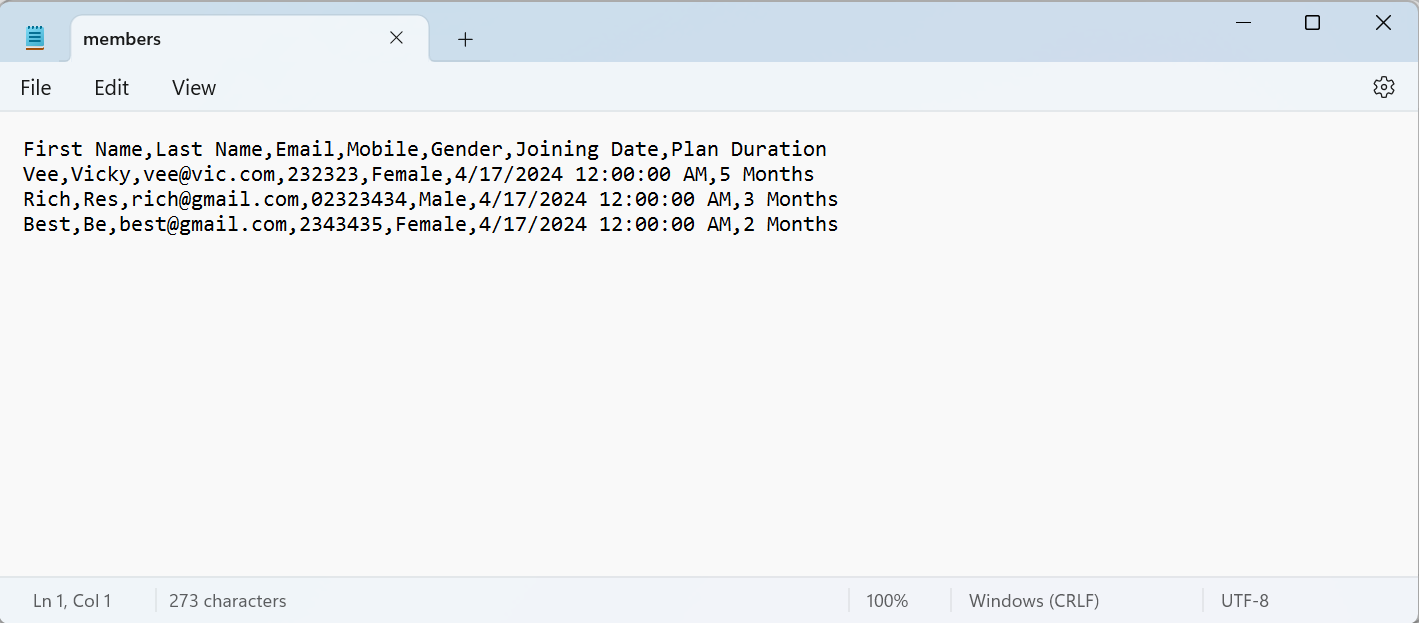 members
File Edit View
First Name,Last Name,Email,Mobile,Gender,Joining Date,Plan Duration
Vee,Vicky,vee@vic.com,232323,Female,4/17/2024 12:00:00 AM,5 Months
Rich,Res,rich@gmail.com,02323434,Male,4/17/2024 12:00:00 AM,3 Months
Best,Be,best@gmail.com,2343435,Female,4/17/2024 12:00:00 AM,2 Months
Ln 1, Col 1 273 characters 100% Windows (CRLF) UTF-8